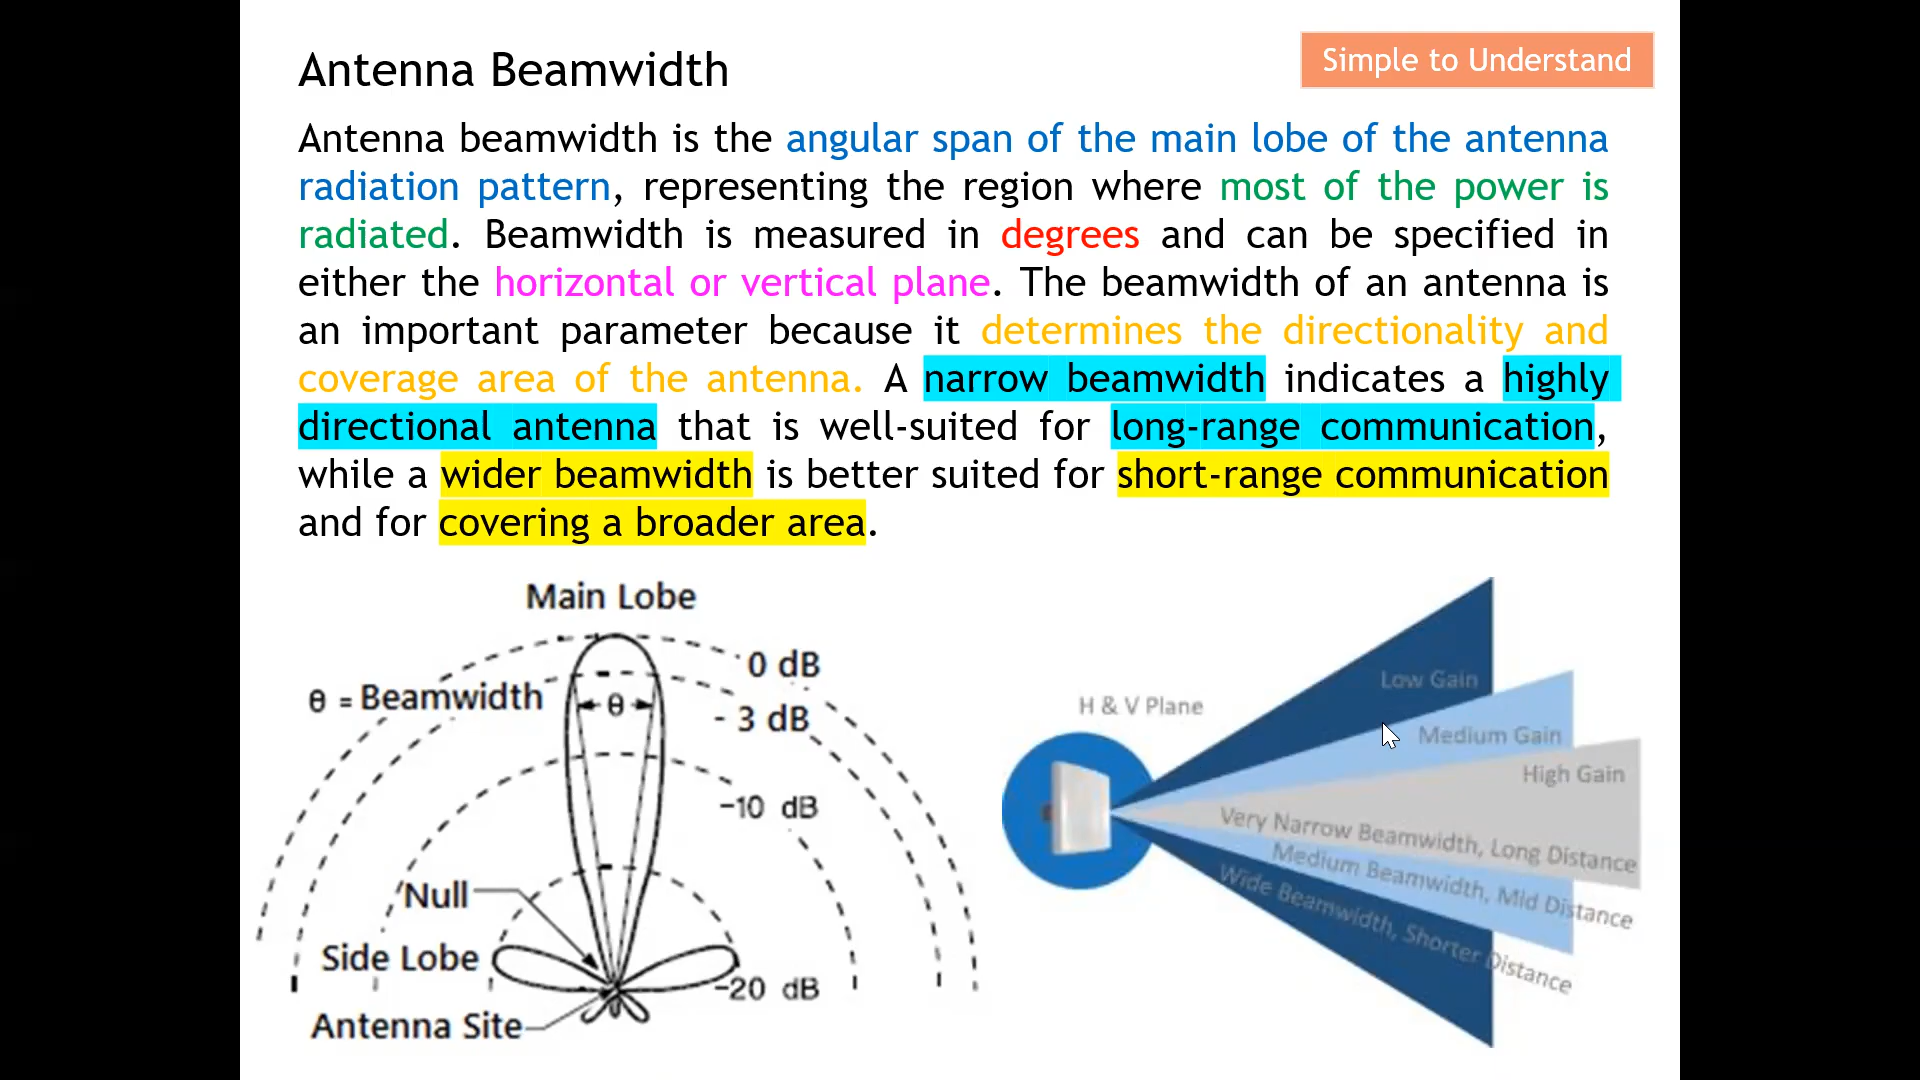 Antenna Beamwidth
Simple to Understand
Antenna beamwidth is the angular span of the main lobe of the antenna
radiation pattern, representing the region where most of the power is
radiated. Beamwidth is measured in degrees and can be specified in
either the horizontal or vertical plane. The beamwidth of an antenna is
an important parameter because it determines the directionality and
coverage area of the antenna. A narrow beamwidth indicates a highly
directional antenna that is well-suited for long-range communication,
while a wider beamwidth is better suited for short-range communication
and for covering a broader area.
Main Lobe
0 dB
θ = Beamwidth
θ
- 3 dB
-10 dB
Null
Side Lobe
-20 dB
Antenna Site
H & V Plane
Low Gain
Medium Gain
High Gain
Very Narrow Beamwidth, Long Distance
Medium Beamwidth, Mid Distance
Wide Beamwidth, Shorter Distance